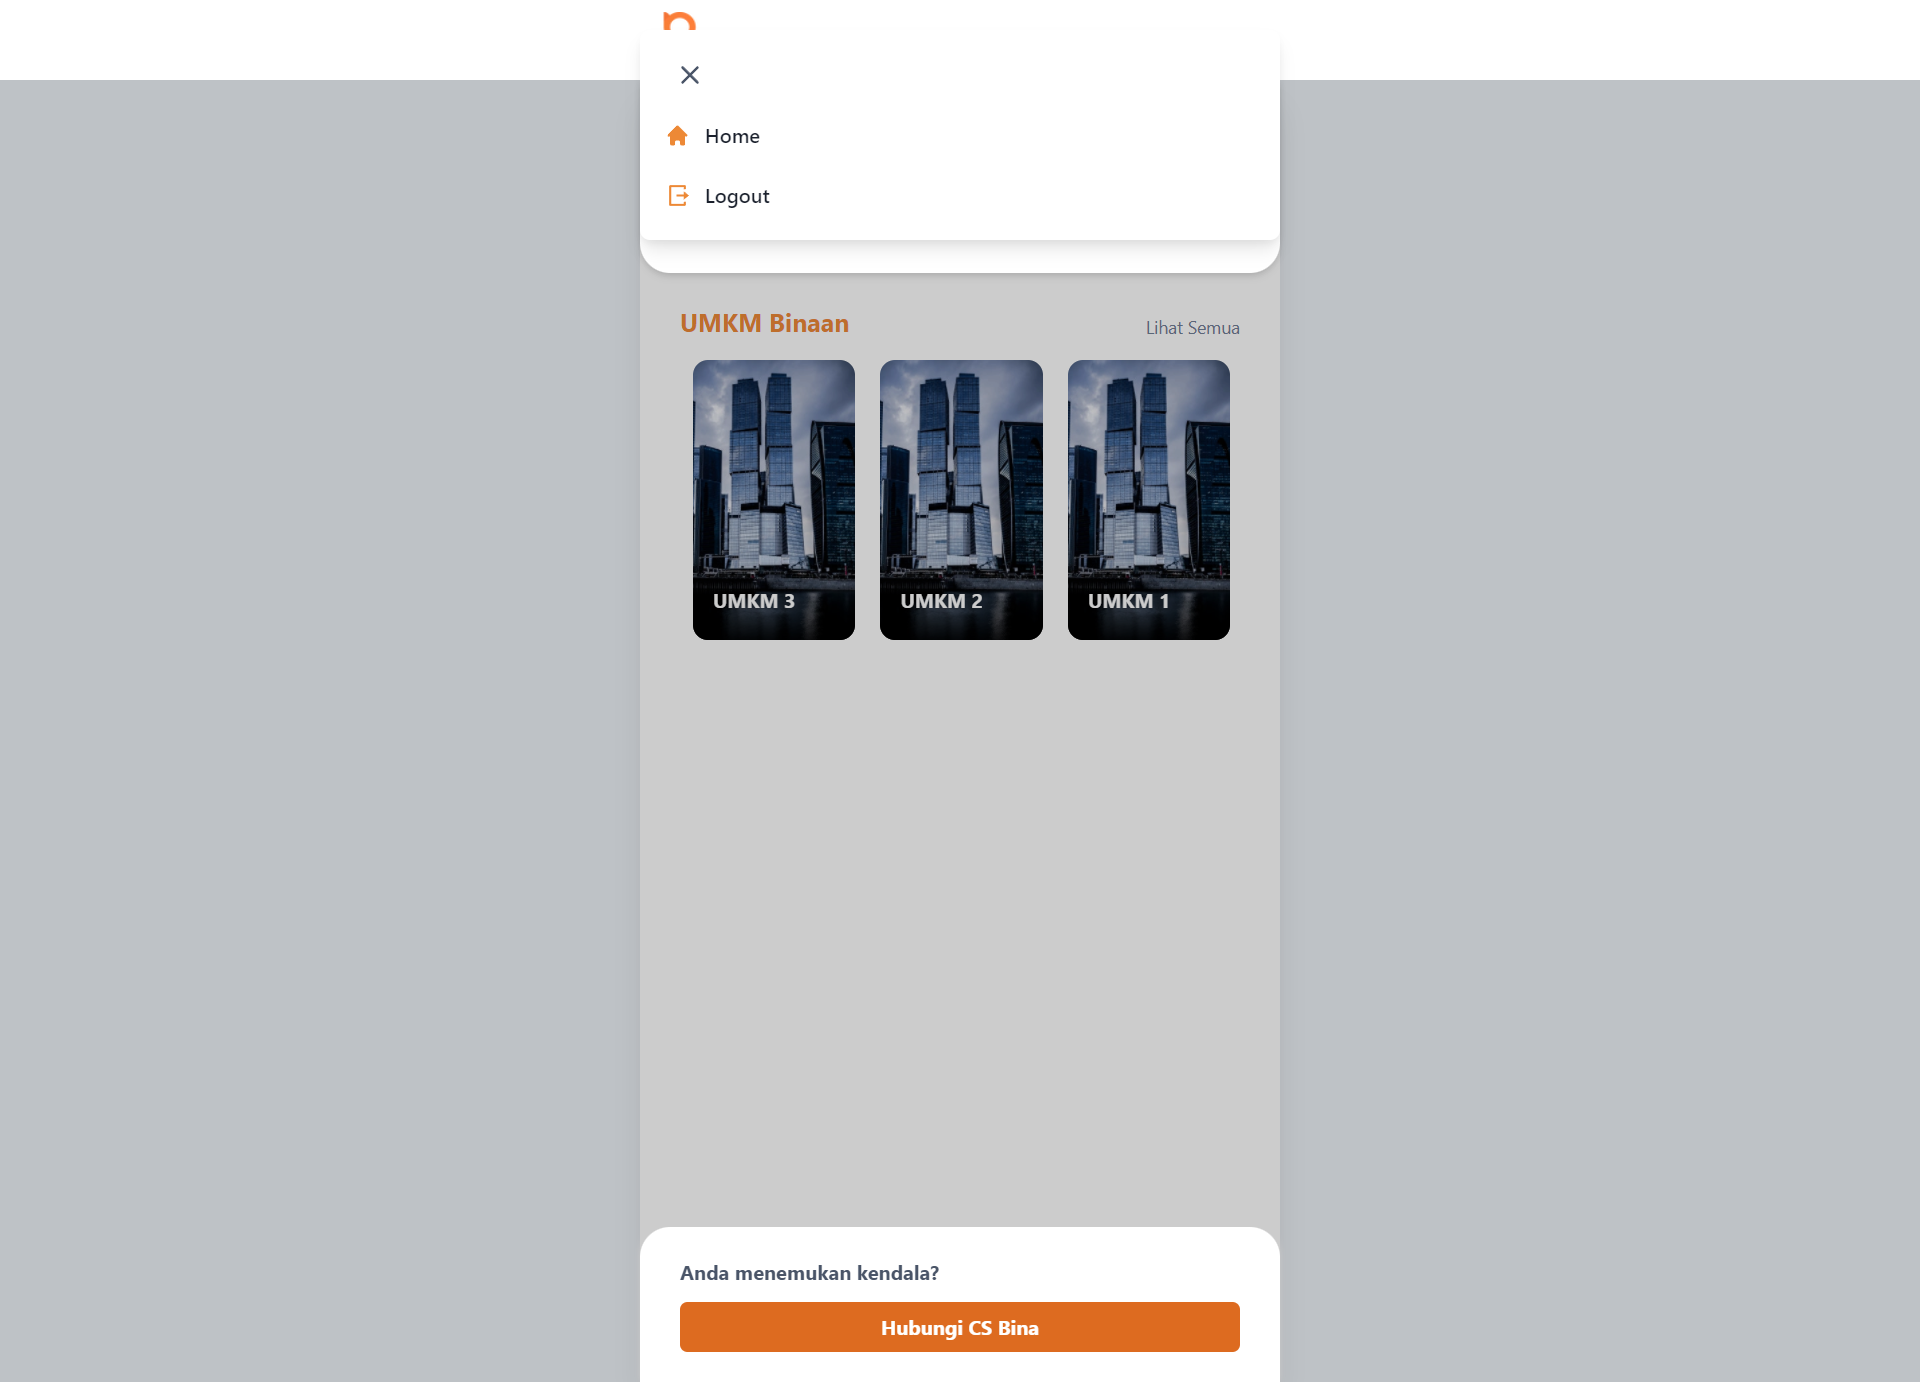 Home
Logout
UMKM Binaan
Lihat Semua
UMKM 3
UMKM 2
UMKM 1
Anda menemukan kendala?
Hubungi CS Bina